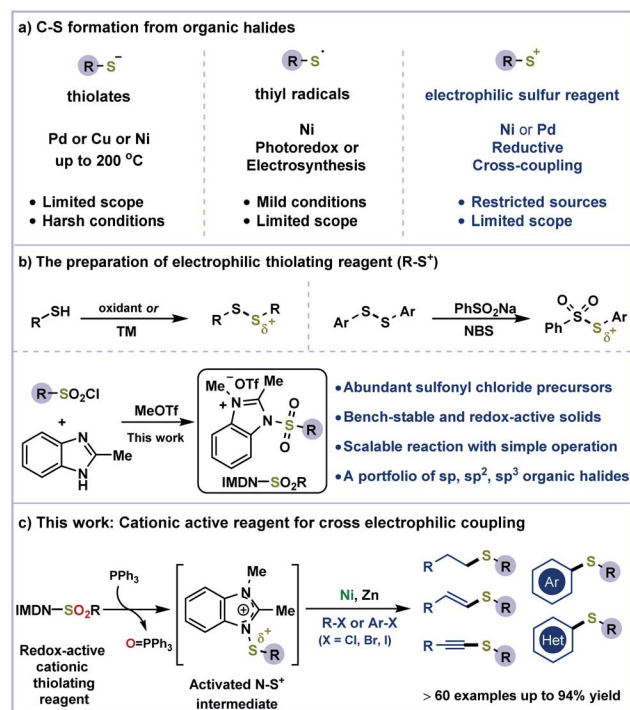 a) C-S formation from organic halides
R-S⁻
R-S·
R-S⁺
thiolates
thiyl radicals
electrophilic sulfur reagent
Pd or Cu or Ni
up to 200 °C
Ni
Photoredox or
Electrosynthesis
Ni or Pd
Reductive
Cross-coupling
• Limited scope
• Harsh conditions
• Mild conditions
• Limited scope
• Restricted sources
• Limited scope
b) The preparation of electrophilic thiolating reagent (R-S⁺)
R SH
oxidant or
TM
R S S R
δ⁺
Ar S S Ar
PhSO₂Na
NBS
O O
Ph S S Ar
δ⁺
R-SO₂Cl
+
N
N
H
Me
MeOTf
This work
Me ⁻OTf Me
N
+
N
O
S
O
R
IMDN-SO₂R
• Abundant sulfonyl chloride precursors
• Bench-stable and redox-active solids
• Scalable reaction with simple operation
• A portfolio of sp, sp², sp³ organic halides
c) This work: Cationic active reagent for cross electrophilic coupling
IMDN-SO₂R
PPh₃
O=PPh₃
Redox-active
cationic
thiolating
reagent
Me
N
+
Me
N
δ⁺
S
R
Activated N-S⁺
intermediate
Ni, Zn
R-X or Ar-X
(X = Cl, Br, I)
R S R
R S R
R S R
Ar S R
Het S R
> 60 examples up to 94% yield